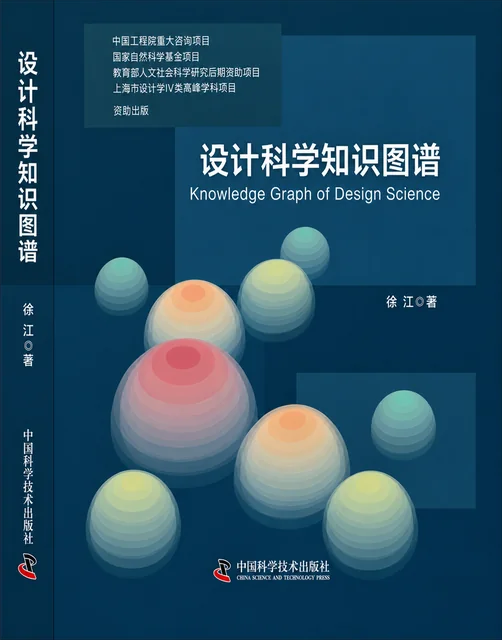 设计科学知识图谱
徐 江◎著
中国科学技术出版社
中国工程院重大咨询项目
国家自然科学基金项目
教育部人文社会科学研究后期资助项目
上海市设计学IV类高峰学科项目
资助出版
设计科学知识图谱
Knowledge Graph of Design Science
徐 江◎著
中国科学技术出版社
CHINA SCIENCE AND TECHNOLOGY PRESS